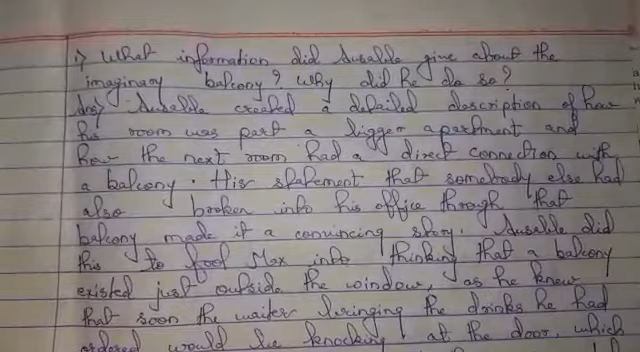 i) What information did Ausable give about the
imaginary balcony? Why did he do so?
Ans) Ausable created a detailed description of how
his room was part a bigger apartment and
how the next room had a direct connection with
a balcony. His statement that somebody else had
also broken into his office through that
balcony made it a convincing story. Ausable did
this to fool Max into thinking that a balcony
existed just outside the window, as he knew
that soon the waiter bringing the drinks he had
ordered would be knocking at the door, which